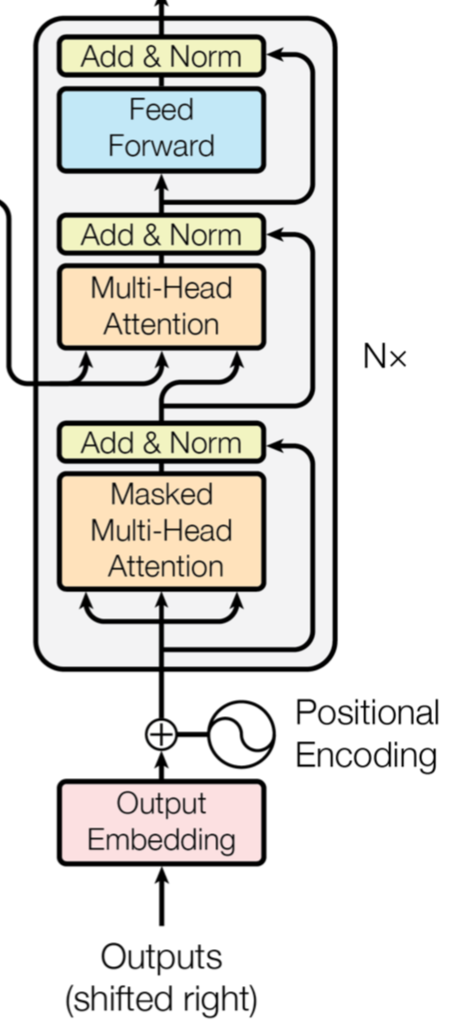 Add & Norm
Feed
Forward
Add & Norm
Multi-Head
Attention
N×
Add & Norm
Masked
Multi-Head
Attention
Positional
Encoding
Output
Embedding
Outputs
(shifted right)